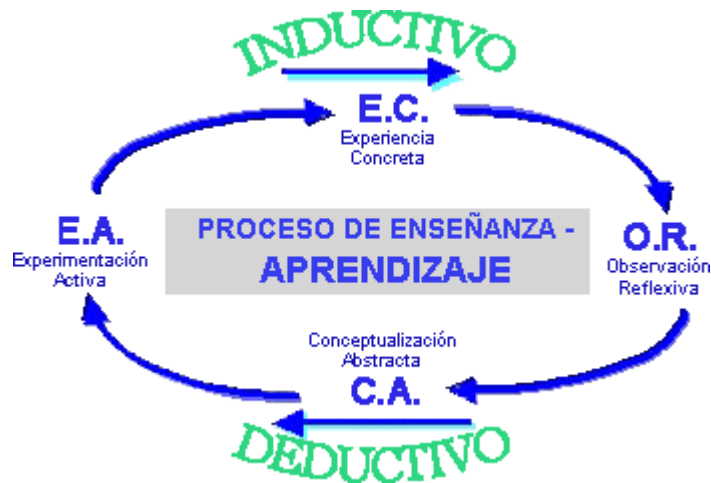 INDUCTIVO
E.C.
Experiencia
Concreta
E.A.
Experimentación
Activa
PROCESO DE ENSEÑANZA -
APRENDIZAJE
O.R.
Observación
Reflexiva
Conceptualización
Abstracta
C.A.
DEDUCTIVO